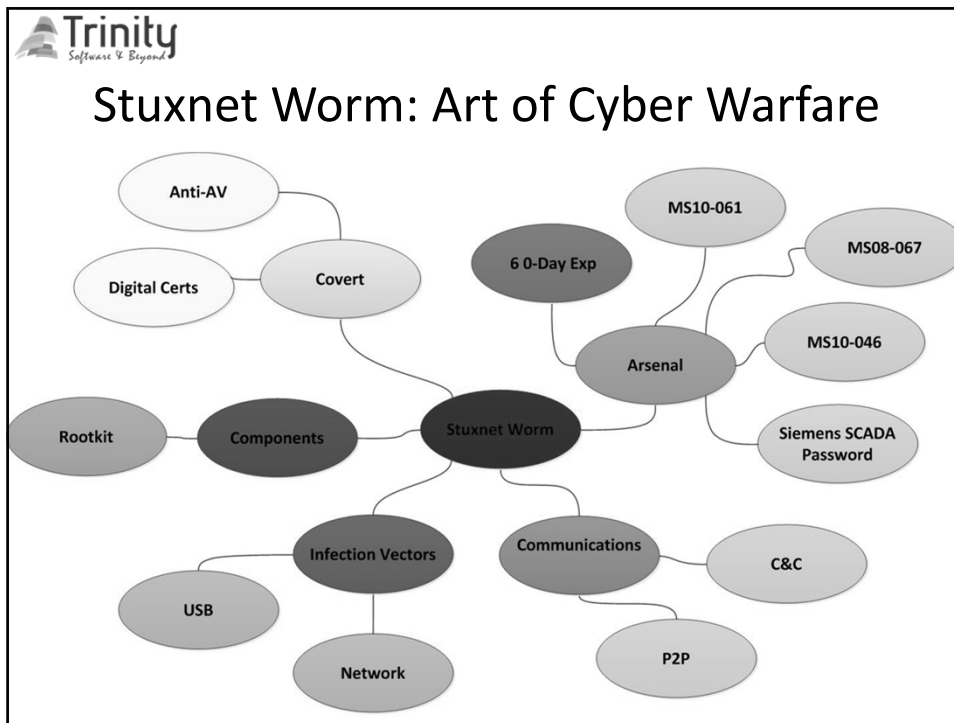 Trinity
Software & Beyond
Stuxnet Worm: Art of Cyber Warfare
Anti-AV
Digital Certs
Covert
6 0-Day Exp
MS10-061
MS08-067
MS10-046
Arsenal
Siemens SCADA
Password
Rootkit
Components
Stuxnet Worm
Infection Vectors
USB
Network
Communications
C&C
P2P